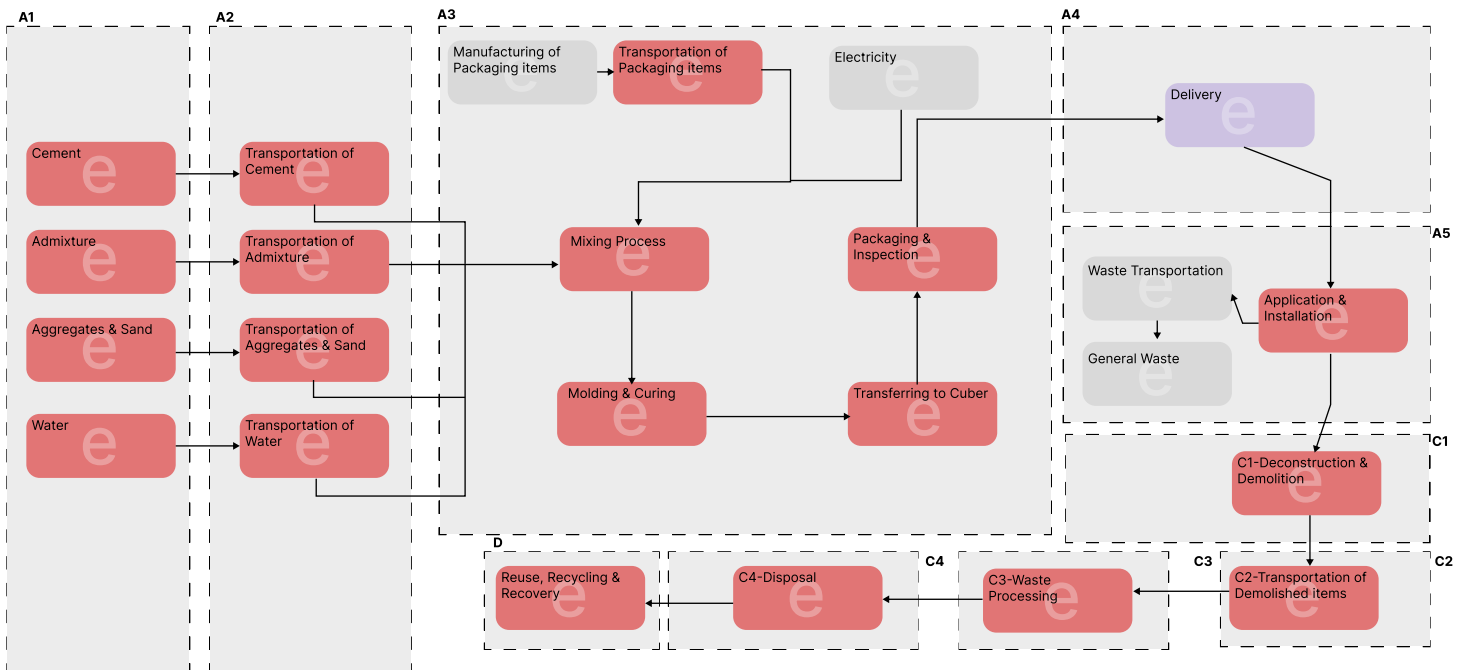 A1
A2
A3
A4
Manufacturing of
Packaging items
Transportation of
Packaging items
Electricity
e
e
e
Delivery
e
Cement
e
Transportation of
Cement
e
Admixture
e
Transportation of
Admixture
e
Mixing Process
e
Packaging &
Inspection
e
A5
Waste Transportation
e
Application &
Installation
e
Aggregates & Sand
e
Transportation of
Aggregates & Sand
e
General Waste
e
Molding & Curing
e
Transferring to Cuber
e
Water
e
Transportation of
Water
e
C1
C1-Deconstruction &
Demolition
e
D
C4
C3
C2
Reuse, Recycling &
Recovery
e
C4-Disposal
e
C3-Waste
Processing
e
C2-Transportation of
Demolished items
e